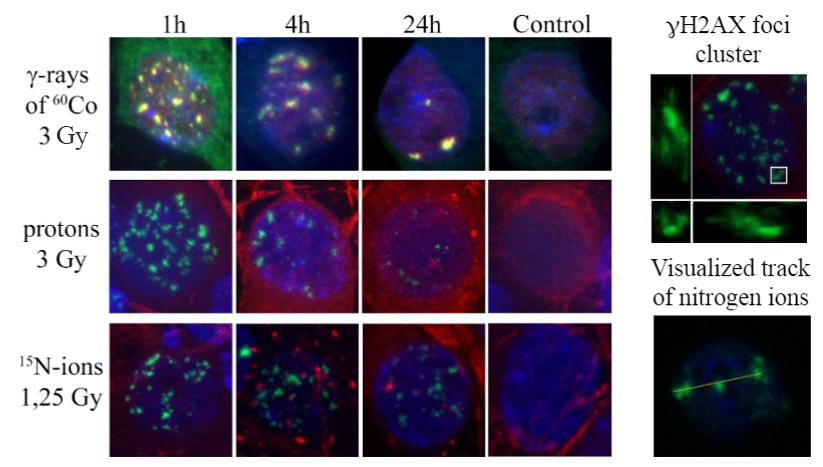 1h 4h 24h Control
γ-rays
of ⁶⁰Co
3 Gy
protons
3 Gy
¹⁵N-ions
1,25 Gy
γH2AX foci
cluster
Visualized track
of nitrogen ions